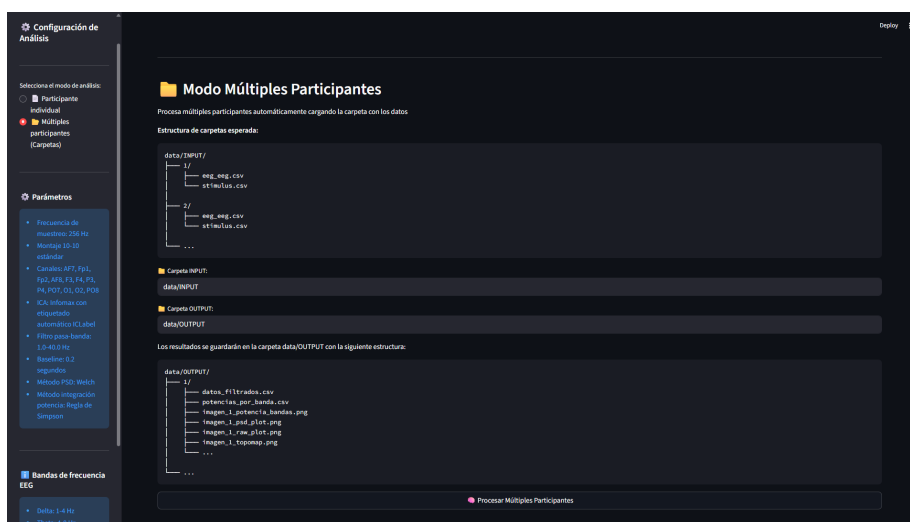 Configuración de
Análisis
Selecciona el modo de análisis:
Participante
individual
Múltiples
participantes
(Carpetas)
Parámetros
Frecuencia de
muestreo: 256 Hz
Montaje 10-10
estándar
Canales: AF7, Fp1,
Fp2, AF8, F3, F4, P3,
P4, PO7, O1, O2, PO8
ICA: Infomax con
etiquetado
automático ICLabel
Filtro pasa-banda:
1.0-40.0 Hz
Baseline: 0.2
segundos
Método PSD: Welch
Método integración
potencia: Regla de
Simpson
Bandas de frecuencia
EEG
Delta: 1-4 Hz
Deploy
Modo Múltiples Participantes
Procesa múltiples participantes automáticamente cargando la carpeta con los datos
Estructura de carpetas esperada:
data/INPUT/
├── 1/
│   ├── eeg_eeg.csv
│   └── stimulus.csv
│
├── 2/
│   ├── eeg_eeg.csv
│   └── stimulus.csv
│
└── ...
Carpeta INPUT:
data/INPUT
Carpeta OUTPUT:
data/OUTPUT
Los resultados se guardarán en la carpeta data/OUTPUT con la siguiente estructura:
data/OUTPUT/
├── 1/
│   ├── datos_filtrados.csv
│   ├── potencias_por_banda.csv
│   ├── imagen_1_potencia_bandas.png
│   ├── imagen_1_psd_plot.png
│   ├── imagen_1_raw_plot.png
│   ├── imagen_1_topomap.png
│   └── ...
│
└── ...
Procesar Múltiples Participantes